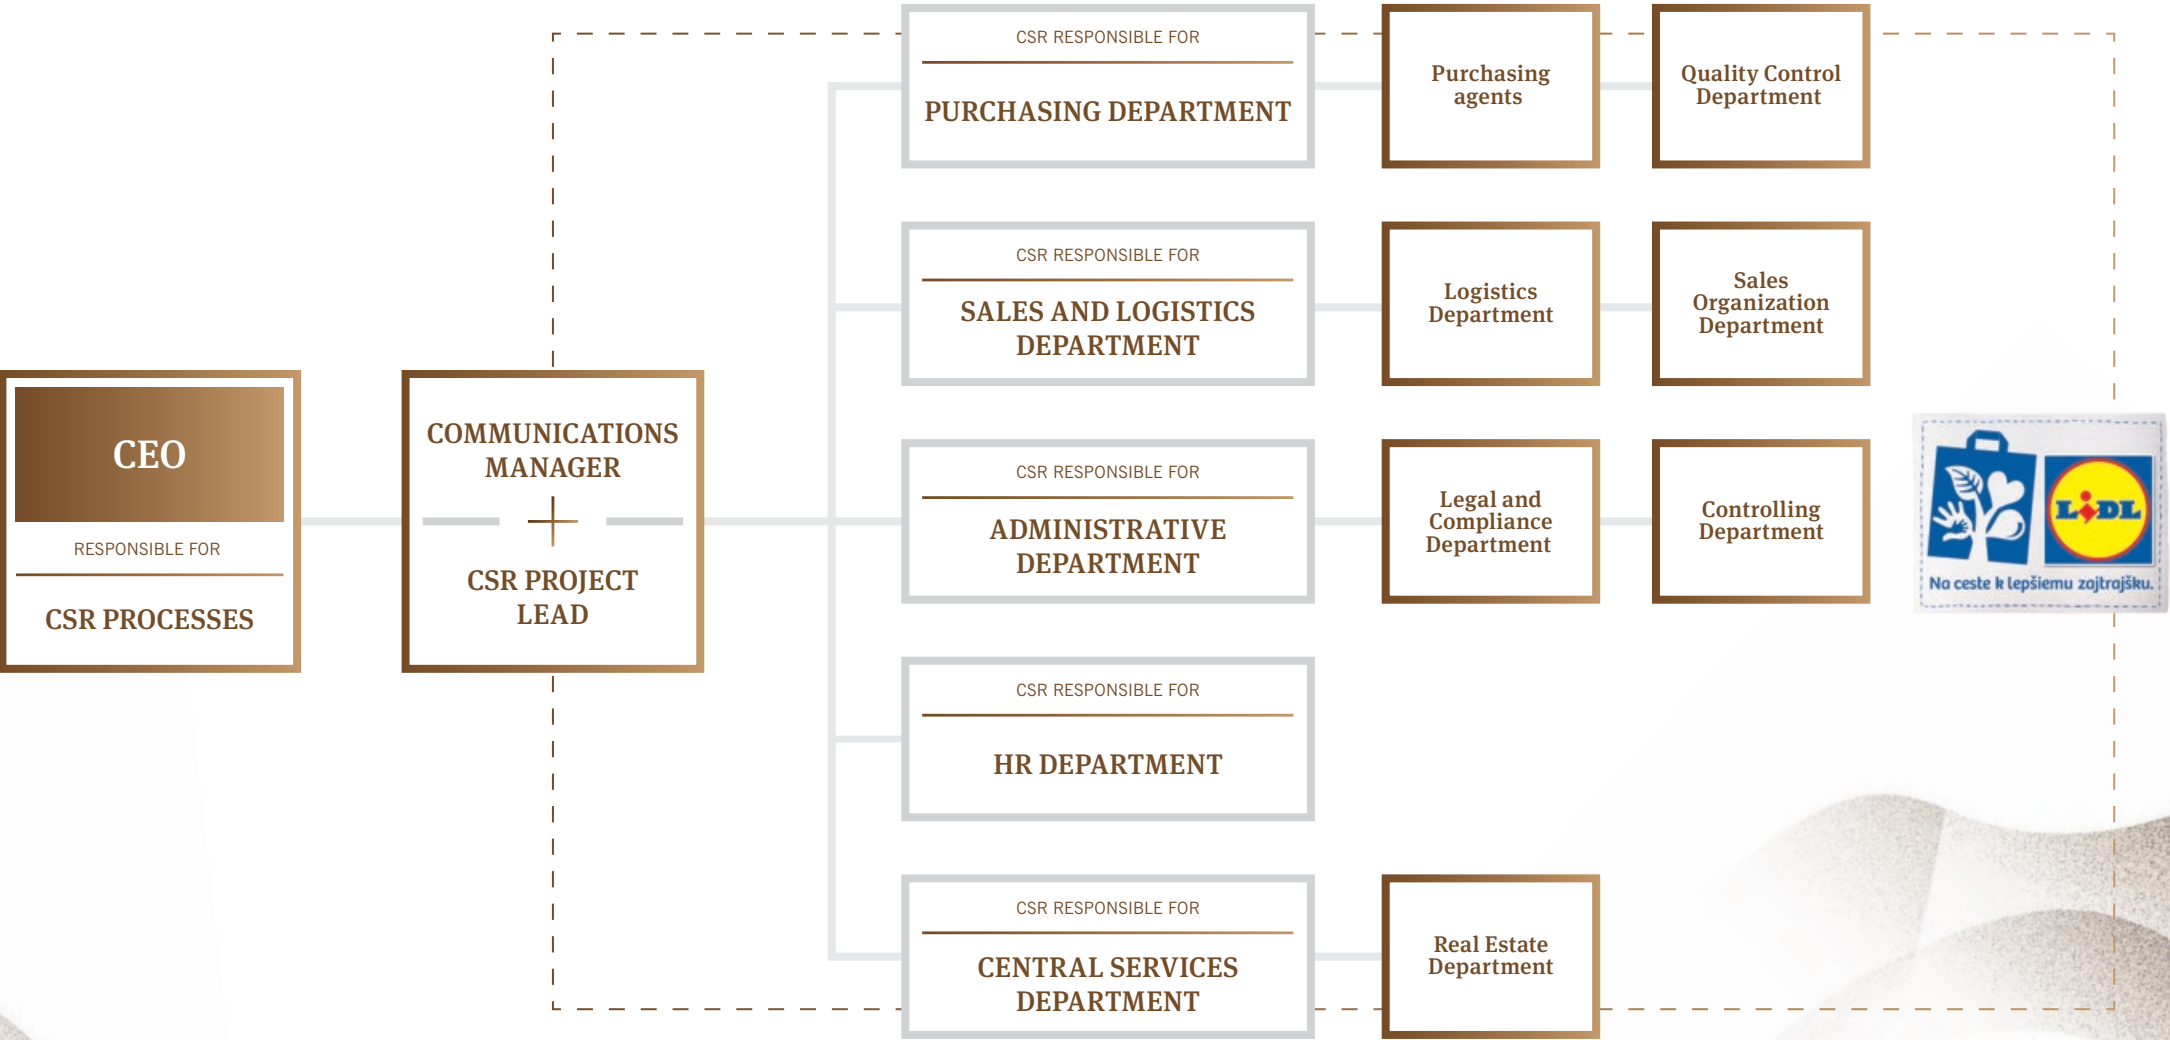 CEO
RESPONSIBLE FOR
CSR PROCESSES
COMMUNICATIONS
MANAGER
CSR PROJECT
LEAD
CSR RESPONSIBLE FOR
PURCHASING DEPARTMENT
Purchasing
agents
Quality Control
Department
CSR RESPONSIBLE FOR
SALES AND LOGISTICS
DEPARTMENT
Logistics
Department
Sales
Organization
Department
CSR RESPONSIBLE FOR
ADMINISTRATIVE
DEPARTMENT
Legal and
Compliance
Department
Controlling
Department
CSR RESPONSIBLE FOR
HR DEPARTMENT
CSR RESPONSIBLE FOR
CENTRAL SERVICES
DEPARTMENT
Real Estate
Department
LiDL
Na ceste k lepšiemu zajtrajšku.